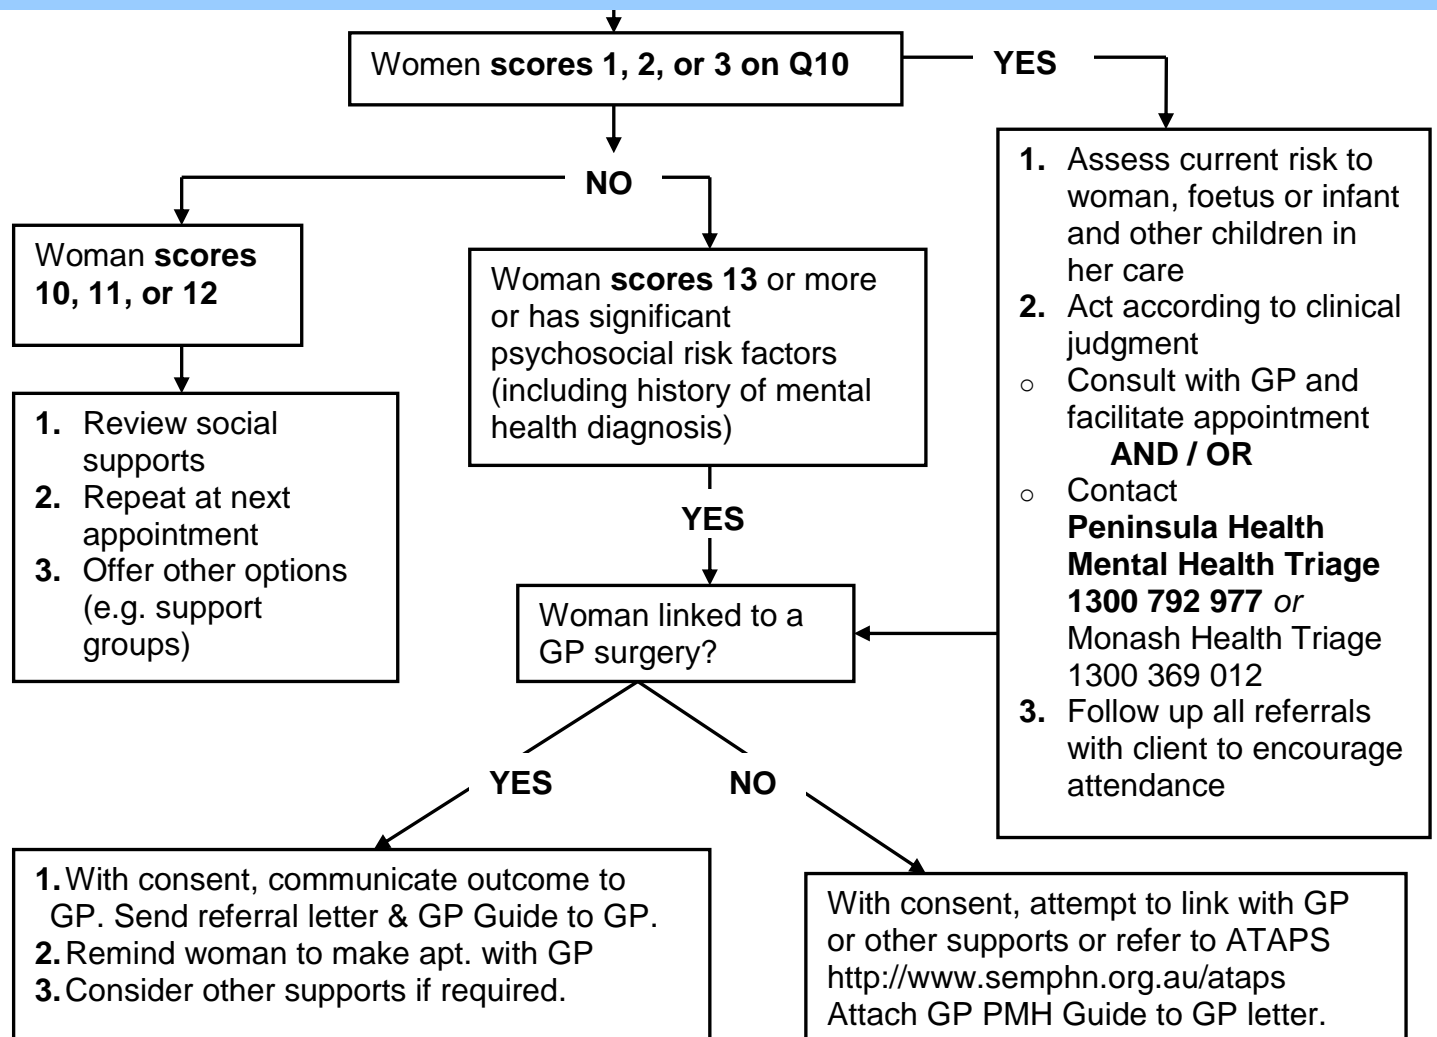 Women scores 1, 2, or 3 on Q10
YES
NO
Woman scores
10, 11, or 12
1. Review social
supports
2. Repeat at next
appointment
3. Offer other options
(e.g. support
groups)
Woman scores 13 or more
or has significant
psychosocial risk factors
(including history of mental
health diagnosis)
YES
1. Assess current risk to
woman, foetus or infant
and other children in
her care
2. Act according to clinical
judgment
○ Consult with GP and
facilitate appointment
AND / OR
○ Contact
Peninsula Health
Mental Health Triage
1300 792 977 or
Monash Health Triage
1300 369 012
3. Follow up all referrals
with client to encourage
attendance
Woman linked to a
GP surgery?
YES
NO
1. With consent, communicate outcome to
GP. Send referral letter & GP Guide to GP.
2. Remind woman to make apt. with GP
3. Consider other supports if required.
With consent, attempt to link with GP
or other supports or refer to ATAPS
http://www.semphn.org.au/ataps
Attach GP PMH Guide to GP letter.